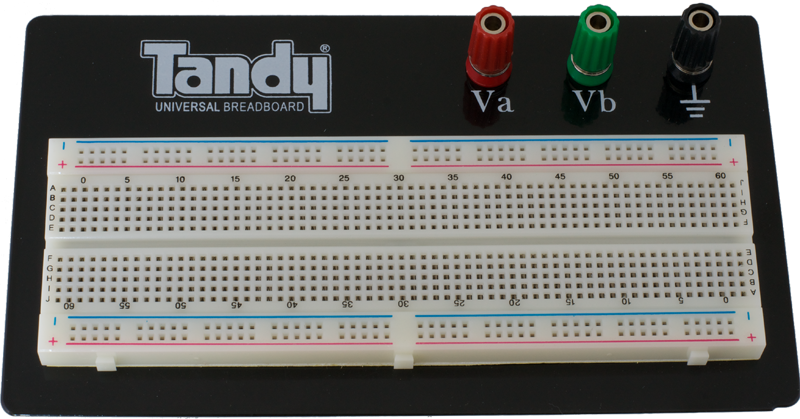 Tandy®
UNIVERSAL BREADBOARD
Va Vb
− −
+ +
0 5 10 15 20 25 30 35 40 45 50 55 60
A J
B I
C H
D G
E F
F E
G D
H C
I B
J A
60 55 50 45 40 35 30 25 20 15 10 5 0
− −
+ +